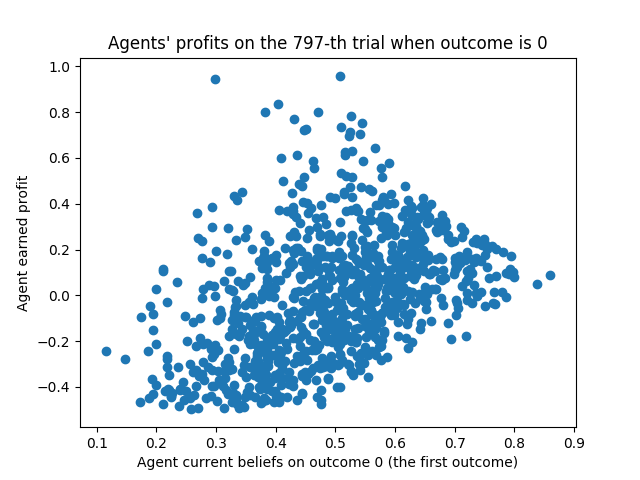 Agents' profits on the 797-th trial when outcome is 0
1.0
0.8
0.6
0.4
0.2
0.0
−0.2
−0.4
Agent earned profit
0.1 0.2 0.3 0.4 0.5 0.6 0.7 0.8 0.9
Agent current beliefs on outcome 0 (the first outcome)